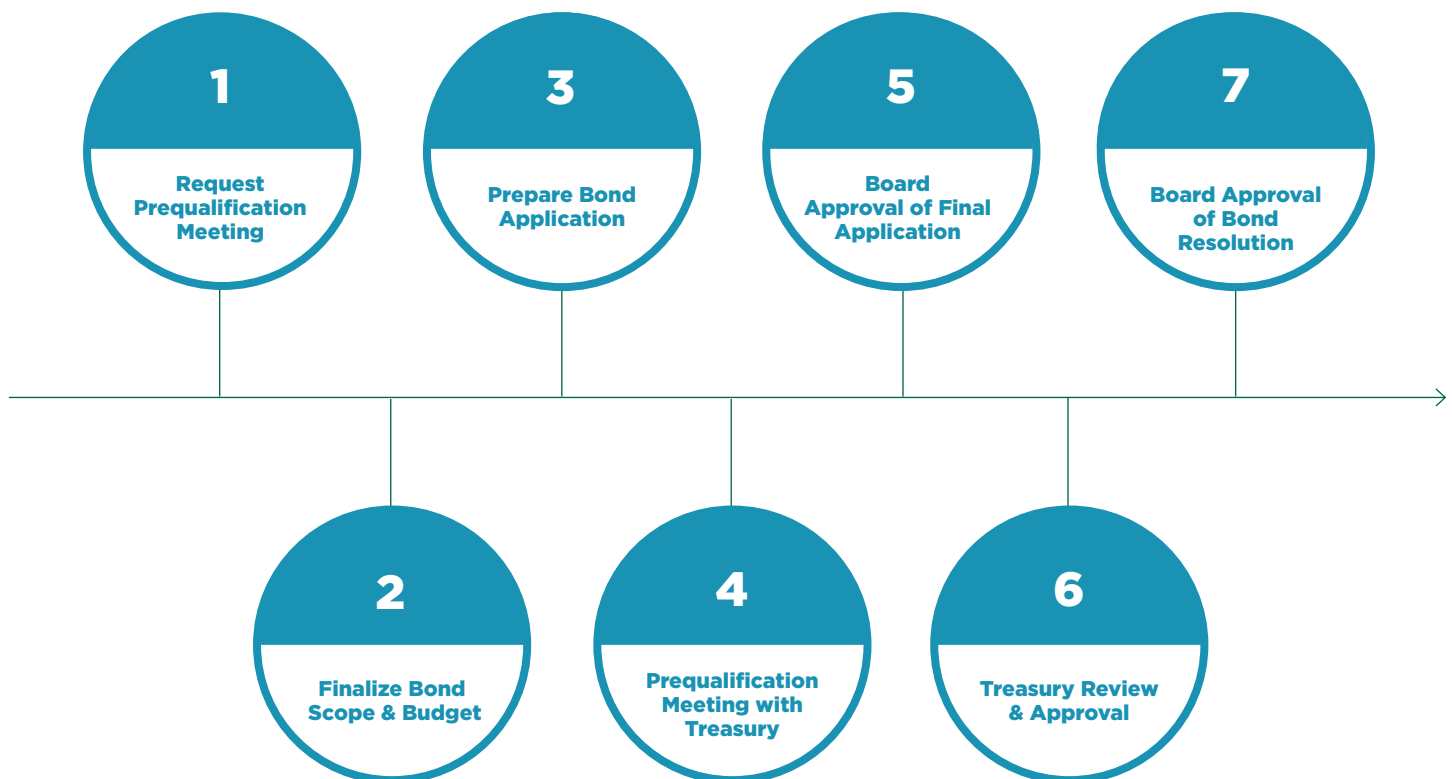 1
Request
Prequalification
Meeting
2
Finalize Bond
Scope & Budget
3
Prepare Bond
Application
4
Prequalification
Meeting with
Treasury
5
Board
Approval of Final
Application
6
Treasury Review
& Approval
7
Board Approval
of Bond
Resolution